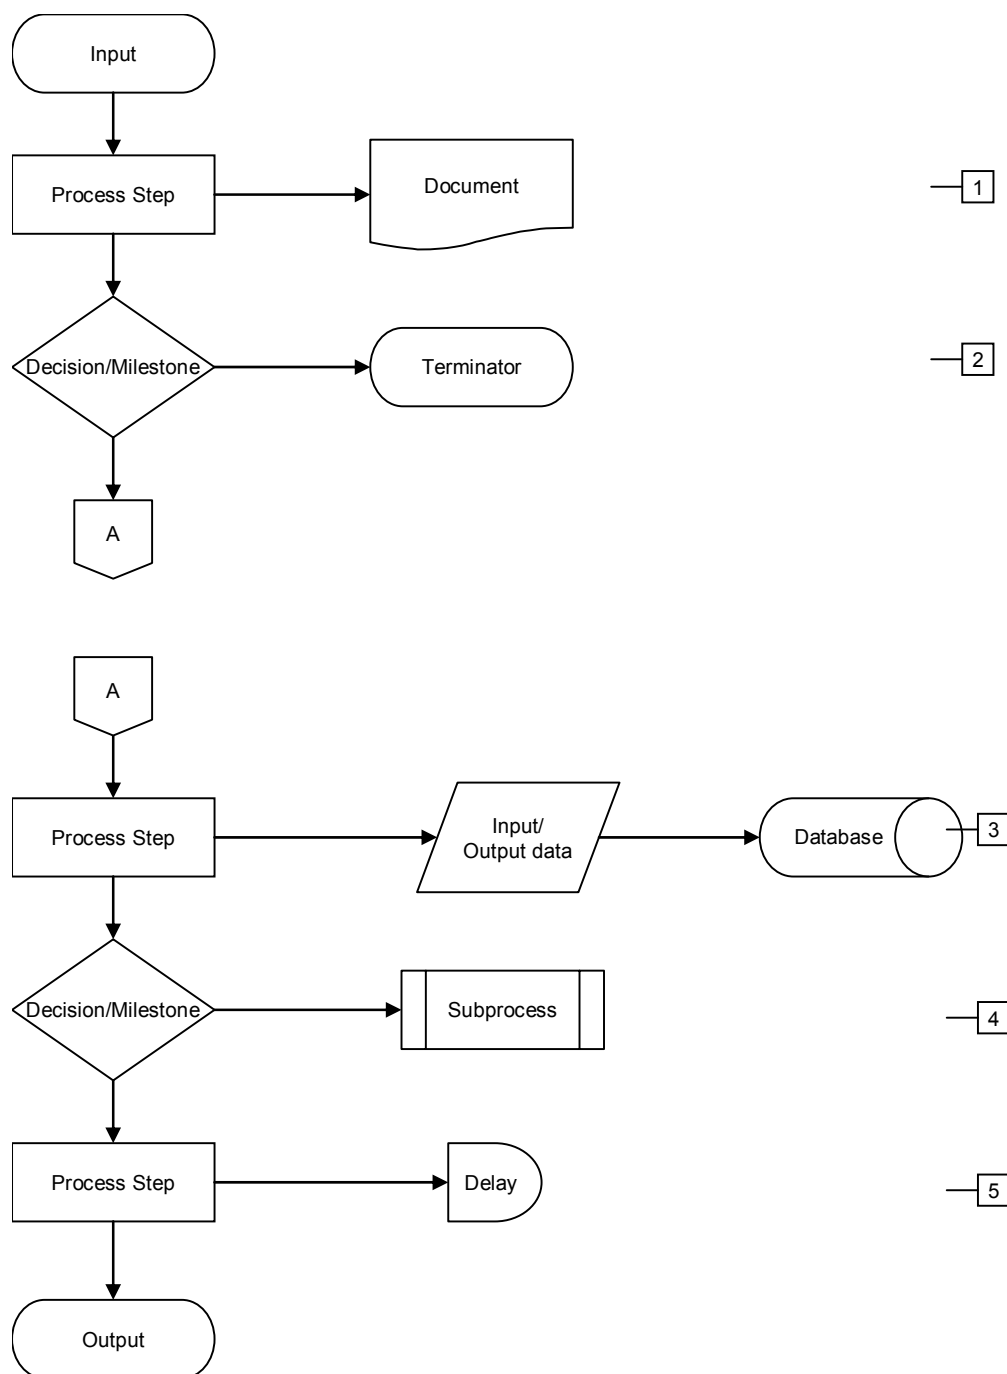 Input
Process Step
Document
1
Decision/Milestone
Terminator
2
A
A
Process Step
Input/
Output data
Database
3
Decision/Milestone
Subprocess
4
Process Step
Delay
5
Output